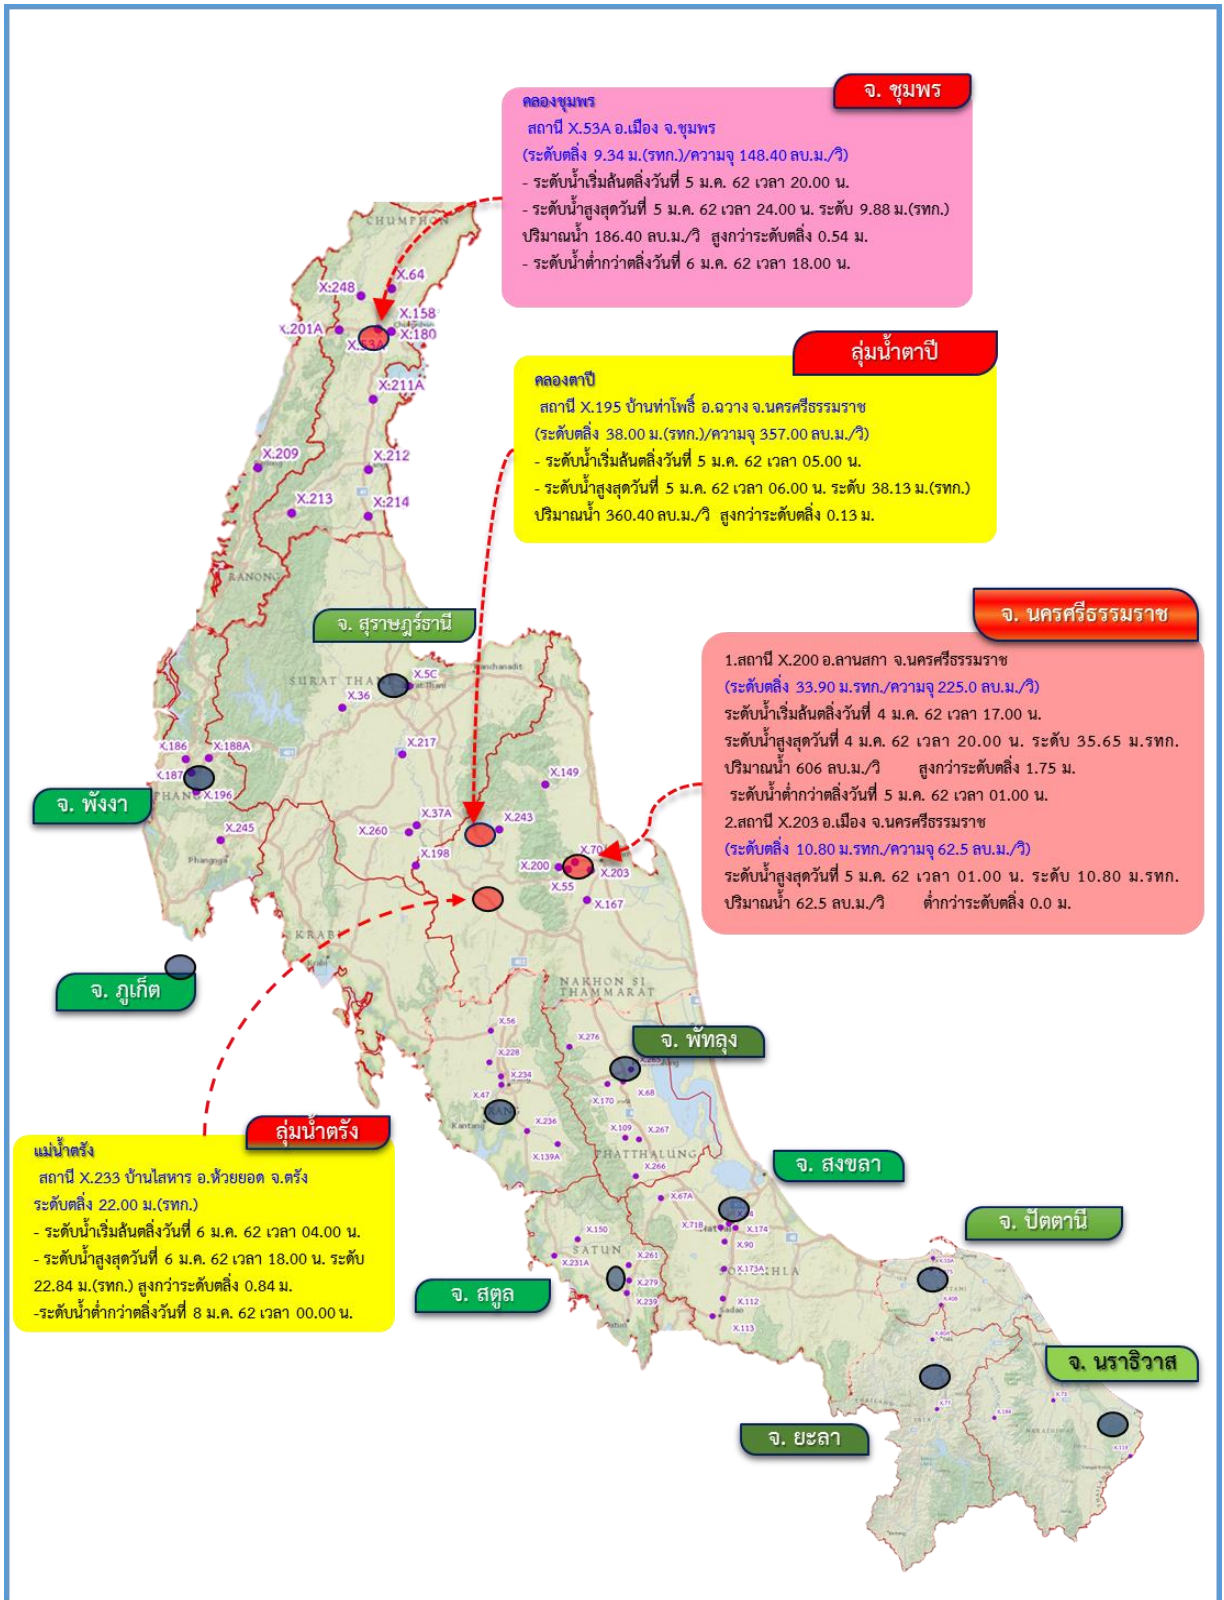 จ. ชุมพร
คลองชุมพร
สถานี X.53A อ.เมือง จ.ชุมพร
(ระดับตลิ่ง 9.34 ม.(รทก.)/ความจุ 148.40 ลบ.ม./วิ)
- ระดับน้ำเริ่มล้นตลิ่งวันที่ 5 ม.ค. 62 เวลา 20.00 น.
- ระดับน้ำสูงสุดวันที่ 5 ม.ค. 62 เวลา 24.00 น. ระดับ 9.88 ม.(รทก.)
ปริมาณน้ำ 186.40 ลบ.ม./วิ สูงกว่าระดับตลิ่ง 0.54 ม.
- ระดับน้ำต่ำกว่าตลิ่งวันที่ 6 ม.ค. 62 เวลา 18.00 น.
CHUMPHON
X.64
X.248
X.158
X.201A
X.180
X.53A
X.211A
X.209
X.212
X.213
X.214
RANONG
ลุ่มน้ำตาปี
คลองตาปี
สถานี X.195 บ้านท่าโพธิ์ อ.ฉวาง จ.นครศรีธรรมราช
(ระดับตลิ่ง 38.00 ม.(รทก.)/ความจุ 357.00 ลบ.ม./วิ)
- ระดับน้ำเริ่มล้นตลิ่งวันที่ 5 ม.ค. 62 เวลา 05.00 น.
- ระดับน้ำสูงสุดวันที่ 5 ม.ค. 62 เวลา 06.00 น. ระดับ 38.13 ม.(รทก.)
ปริมาณน้ำ 360.40 ลบ.ม./วิ สูงกว่าระดับตลิ่ง 0.13 ม.
จ. นครศรีธรรมราช
1.สถานี X.200 อ.ลานสกา จ.นครศรีธรรมราช
(ระดับตลิ่ง 33.90 ม.รทก./ความจุ 225.0 ลบ.ม./วิ)
ระดับน้ำเริ่มล้นตลิ่งวันที่ 4 ม.ค. 62 เวลา 17.00 น.
ระดับน้ำสูงสุดวันที่ 4 ม.ค. 62 เวลา 20.00 น. ระดับ 35.65 ม.รทก.
ปริมาณน้ำ 606 ลบ.ม./วิ สูงกว่าระดับตลิ่ง 1.75 ม.
ระดับน้ำต่ำกว่าตลิ่งวันที่ 5 ม.ค. 62 เวลา 01.00 น.
2.สถานี X.203 อ.เมือง จ.นครศรีธรรมราช
(ระดับตลิ่ง 10.80 ม.รทก./ความจุ 62.5 ลบ.ม./วิ)
ระดับน้ำสูงสุดวันที่ 5 ม.ค. 62 เวลา 01.00 น. ระดับ 10.80 ม.รทก.
ปริมาณน้ำ 62.5 ลบ.ม./วิ ต่ำกว่าระดับตลิ่ง 0.0 ม.
จ. สุราษฎร์ธานี
Kanchanadit
SURAT THANI
X.5C
X.36
X.217
X.186
X.188A
X.187
X.196
X.149
จ. พังงา
X.37A
X.243
X.260
X.245
Phangnga
X.198
X.70
X.200
X.203
X.55
X.167
KRABI
Krabi
จ. ภูเก็ต
NAKHON SI
THAMMARAT
X.56
X.276
จ. พัทลุง
X.228
X.234
X.265
X.47
X.170
X.68
Kantang
X.236
X.109
X.267
X.139A
PHATTHALUNG
X.266
ลุ่มน้ำตรัง
แม่น้ำตรัง
สถานี X.233 บ้านไสหาร อ.ห้วยยอด จ.ตรัง
ระดับตลิ่ง 22.00 ม.(รทก.)
- ระดับน้ำเริ่มล้นตลิ่งวันที่ 6 ม.ค. 62 เวลา 04.00 น.
- ระดับน้ำสูงสุดวันที่ 6 ม.ค. 62 เวลา 18.00 น. ระดับ
22.84 ม.(รทก.) สูงกว่าระดับตลิ่ง 0.84 ม.
-ระดับน้ำต่ำกว่าตลิ่งวันที่ 8 ม.ค. 62 เวลา 00.00 น.
จ. สงขลา
X.67A
X.71B
X.174
X.150
X.90
SATUN
X.231A
X.261
X.173A
SONGKHLA
X.279
X.239
X.112
Sadao
X.113
จ. สตูล
จ. ปัตตานี
จ. นราธิวาส
X.73
X.119
จ. ยะลา